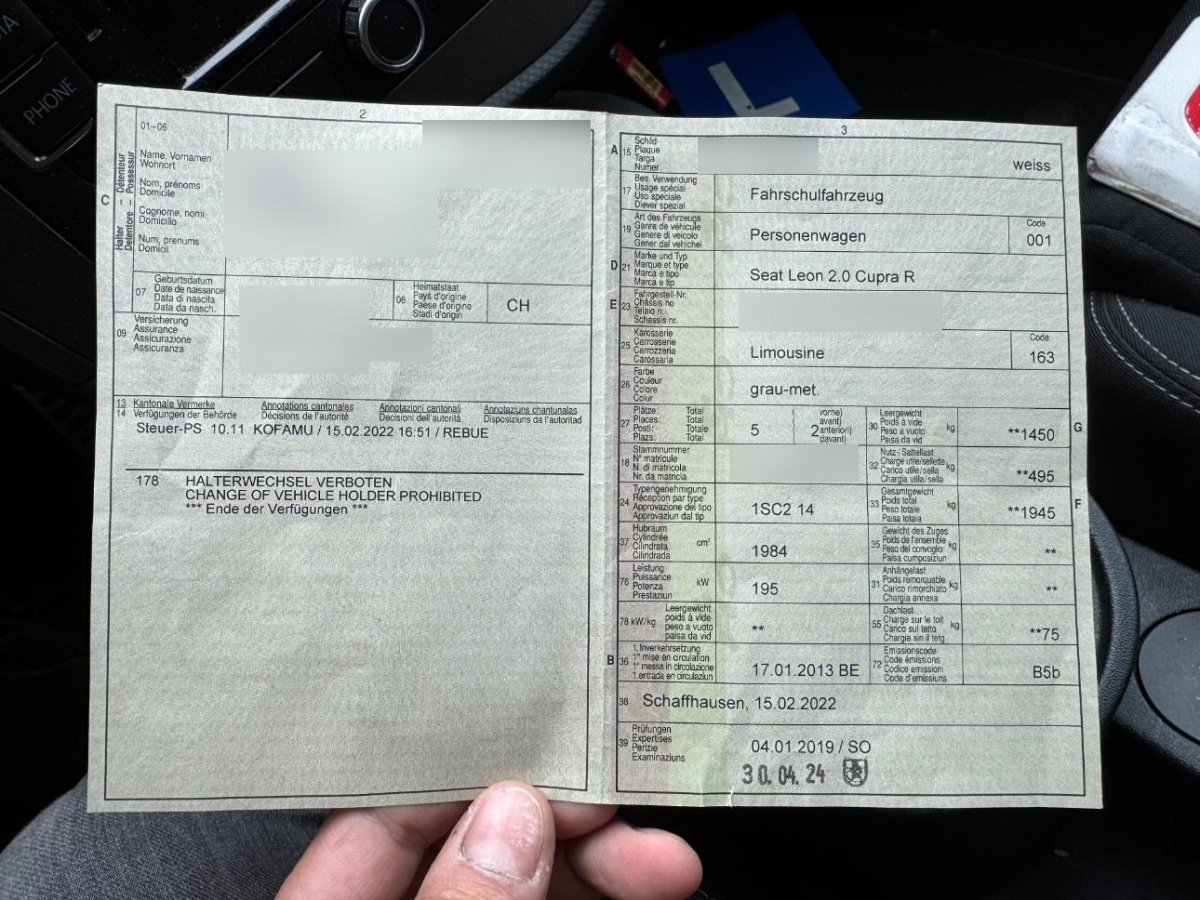 MEDIA
PHONE
L
2
01-06
Halter – Détenteur
Detentore – Possessur
C
Name, Vornamen
Wohnort
Nom, prénoms
Domicile
Cognome, nomi
Domicilio
Num, prenums
Domicil
07
Geburtsdatum
Date de naissance
Data di nascita
Data da nasch.
08
Heimatstaat
Pays d'origine
Paese d'origine
Stadi d'origin
CH
09
Versicherung
Assurance
Assicurazione
Assicuranza
13 Kantonale Vermerke Annotations cantonales Annotazioni cantonali Annotaziuns chantunalas
14 Verfügungen der Behörde Décisions de l'autorité Decisioni dell'autorità Disposiziuns da l'autoritad
Steuer-PS 10.11 KOFAMU / 15.02.2022 16:51 / REBUE
178 HALTERWECHSEL VERBOTEN
CHANGE OF VEHICLE HOLDER PROHIBITED
*** Ende der Verfügungen ***
3
A 15
Schild
Plaque
Targa
Numer
weiss
17
Bes. Verwendung
Usage spécial
Uso speciale
Diever spezial
Fahrschulfahrzeug
19
Art des Fahrzeugs
Genre de véhicule
Genere di veicolo
Gener dal vehichel
Personenwagen
Code
001
D 21
Marke und Typ
Marque et type
Marca e tipo
Marca e tip
Seat Leon 2.0 Cupra R
E 23
Fahrgestell-Nr.
Châssis no
Telaio n.
Schassis nr.
25
Karosserie
Carrosserie
Carrozzeria
Carossaria
Limousine
Code
163
26
Farbe
Couleur
Colore
Colur
grau-met.
27
Plätze: Total
Places: Total
Posti: Totale
Plazs: Total
5
vorne)
avant)
2 anteriori)
davant)
30
Leergewicht
Poids à vide
Peso a vuoto
Paisa da vid
kg
**1450
G
18
Stammnummer
N° matricule
N. di matricola
Nr. da matricla
32
Nutz-/Sattellast
Charge utile/sellette
Carico utile/sella
Chargia utila/sella
kg
**495
24
Typengenehmigung
Réception par type
Approvazione del tipo
Approvaziun dal tip
1SC2 14
33
Gesamtgewicht
Poids total
Peso totale
Paisa totala
kg
**1945
F
37
Hubraum
Cylindrée
Cilindrata
Cilindrada
cm³
1984
35
Gewicht des Zuges
Poids de l'ensemble
Peso del convoglio
Paisa cumposiziun
kg
**
76
Leistung
Puissance
Potenza
Prestaziun
kW
195
31
Anhängelast
Poids remorquable
Carico rimorchiato
Chargia annexa
kg
**
78 kW/kg
Leergewicht
poids à vide
peso a vuoto
paisa da vid
**
55
Dachlast
Charge sur le toit
Carico sul tetto
Chargia sin il tetg
kg
**75
B 36
1. Inverkehrsetzung
1re mise en circulation
1a messa in circolazione
1. entrada en circulaziun
17.01.2013 BE
72
Emissionscode
Code émissions
Codice emissioni
Code d'emissiuns
B5b
38
Schaffhausen, 15.02.2022
39
Prüfungen
Expertises
Perizie
Examinaziuns
04.01.2019 / SO
30.04.24